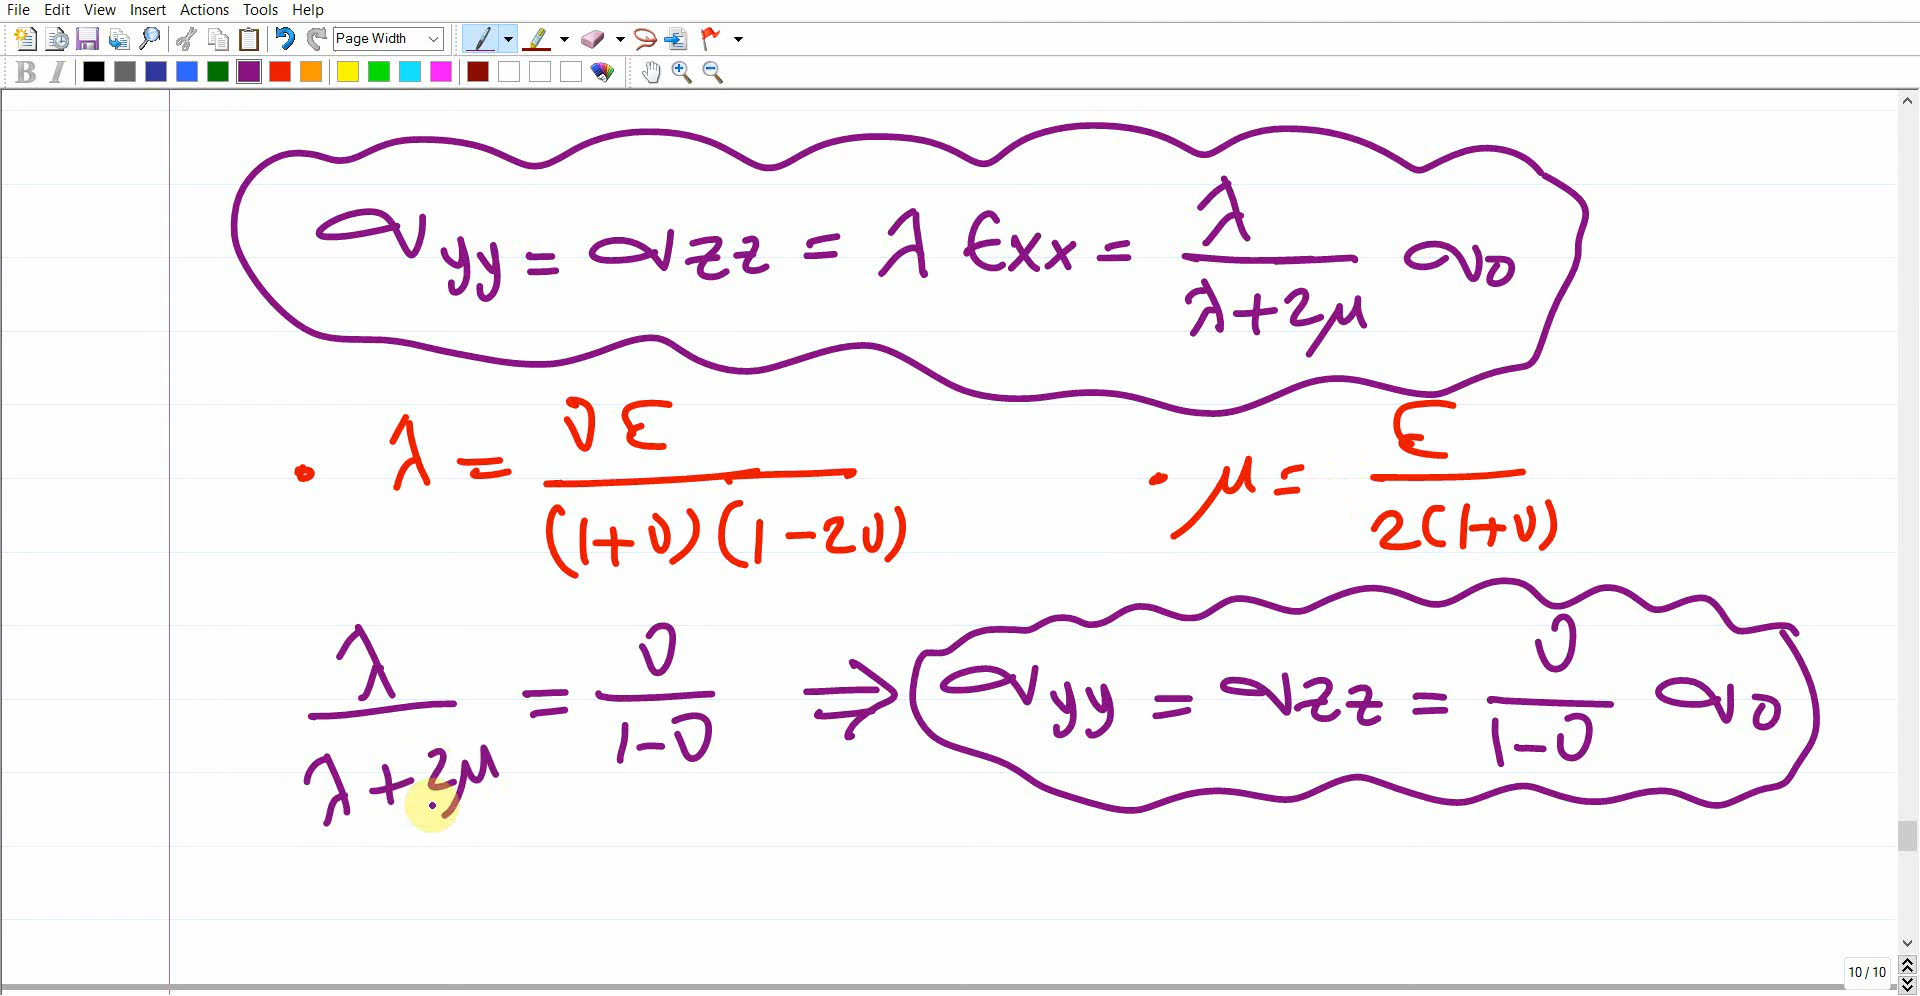 File Edit View Insert Actions Tools Help
Page Width
B I
σyy = σzz = λ Exx = λ/(λ+2μ) σ0
• λ = νE/((1+ν)(1-2ν)) • μ = E/(2(1+ν))
λ/(λ+2μ) = ν/(1-ν) ⇒ σyy = σzz = ν/(1-ν) σ0
10 / 10